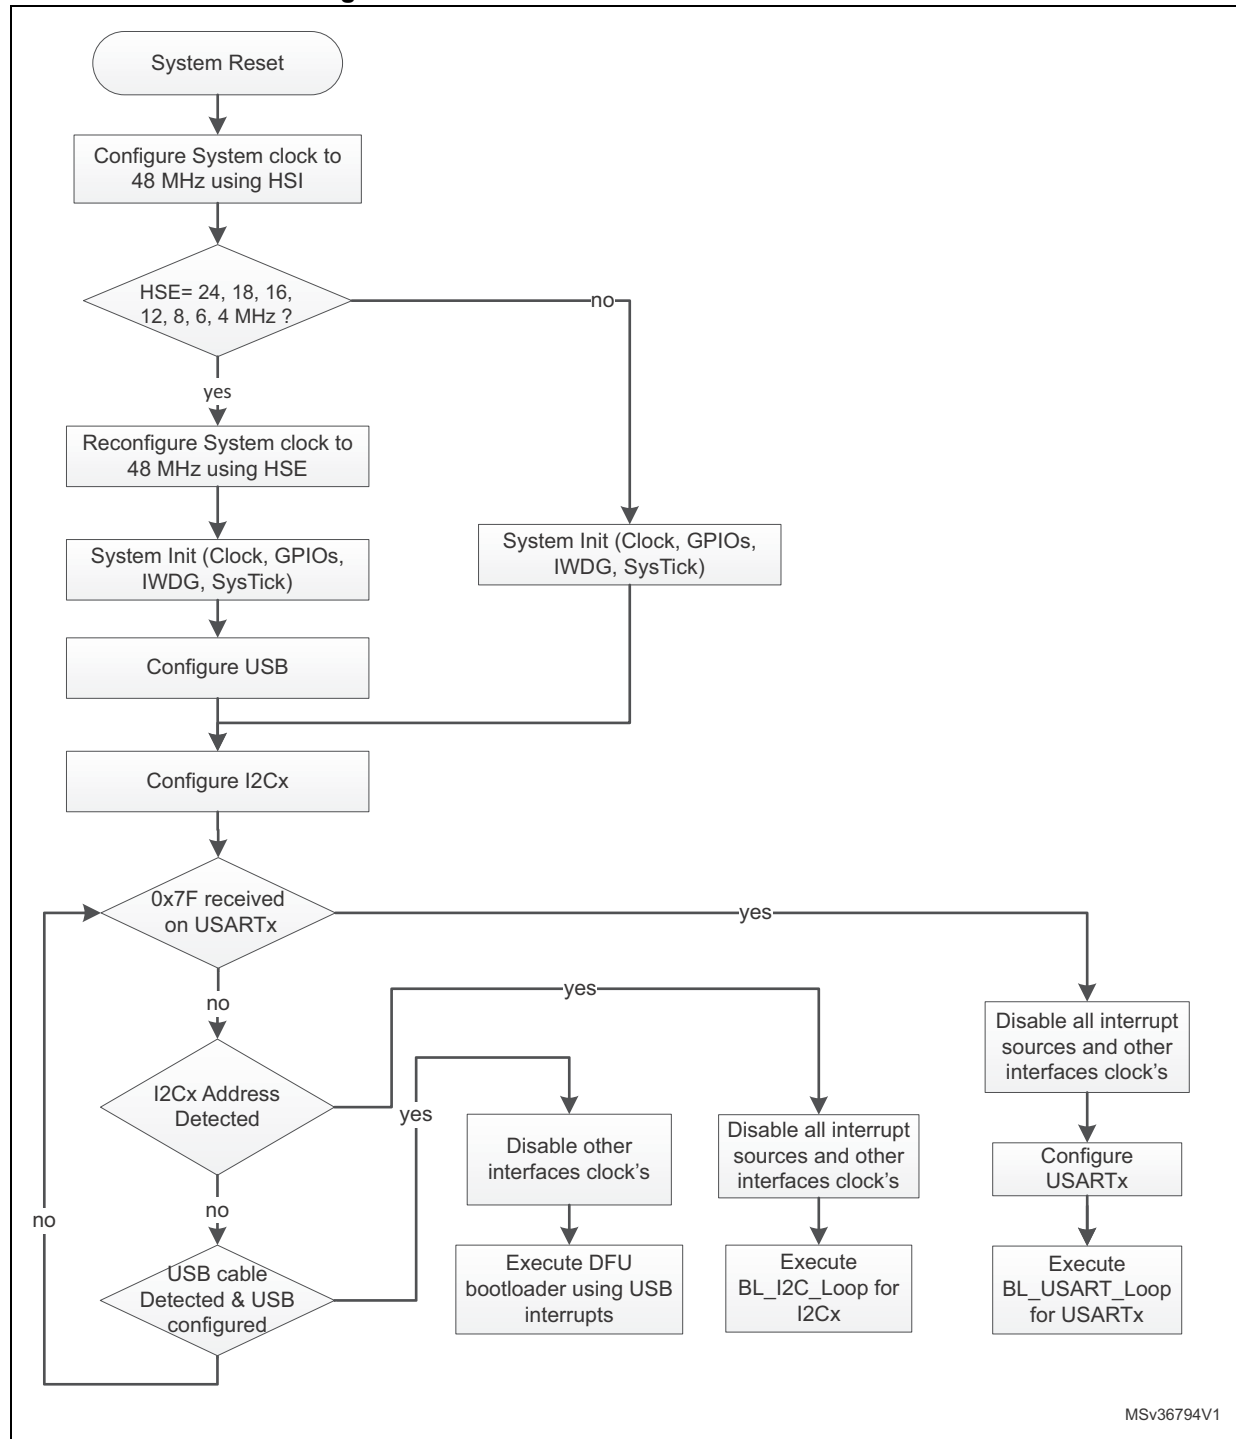 System Reset
Configure System clock to
48 MHz using HSI
HSE= 24, 18, 16,
12, 8, 6, 4 MHz ?
no
yes
Reconfigure System clock to
48 MHz using HSE
System Init (Clock, GPIOs,
IWDG, SysTick)
System Init (Clock, GPIOs,
IWDG, SysTick)
Configure USB
Configure I2Cx
0x7F received
on USARTx
yes
no
yes
Disable all interrupt
sources and other
interfaces clock's
I2Cx Address
Detected
yes
Disable other
interfaces clock's
Disable all interrupt
sources and other
interfaces clock's
Configure
USARTx
no
no
USB cable
Detected & USB
configured
Execute DFU
bootloader using USB
interrupts
Execute
BL_I2C_Loop for
I2Cx
Execute
BL_USART_Loop
for USARTx
MSv36794V1